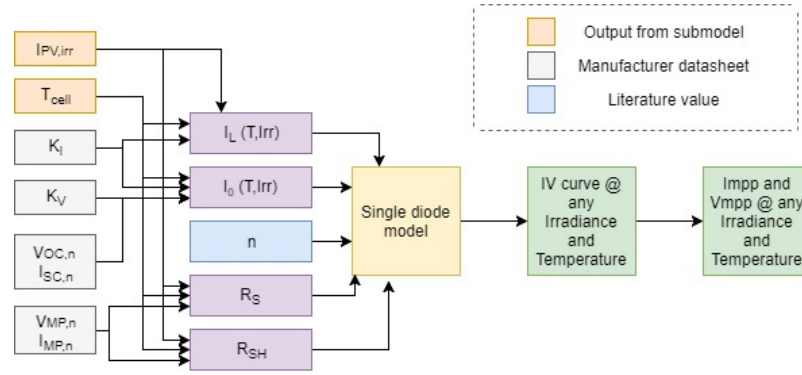 IPV,irr
Tcell
KI
KV
VOC,n
ISC,n
VMP,n
IMP,n
IL (T,Irr)
I0 (T,Irr)
n
RS
RSH
Single diode
model
IV curve @
any
Irradiance
and
Temperature
Impp and
Vmpp @ any
Irradiance
and
Temperature
Output from submodel
Manufacturer datasheet
Literature value